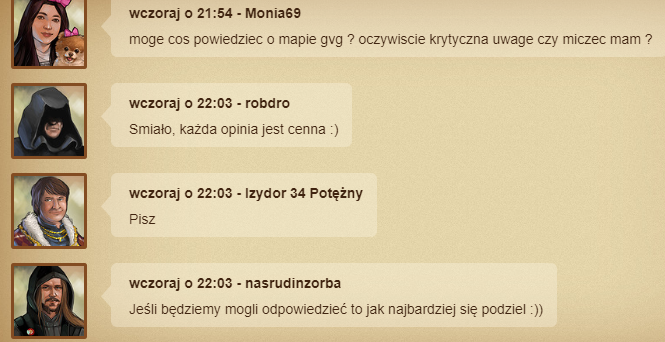 wczoraj o 21:54 - Monia69
moge cos powiedziec o mapie gvg ? oczywiscie krytyczna uwage czy miczec mam ?
wczoraj o 22:03 - robdro
Smiało, każda opinia jest cenna :)
wczoraj o 22:03 - Izydor 34 Potężny
Pisz
wczoraj o 22:03 - nasrudinzorba
Jeśli będziemy mogli odpowiedzieć to jak najbardziej się podziel :))